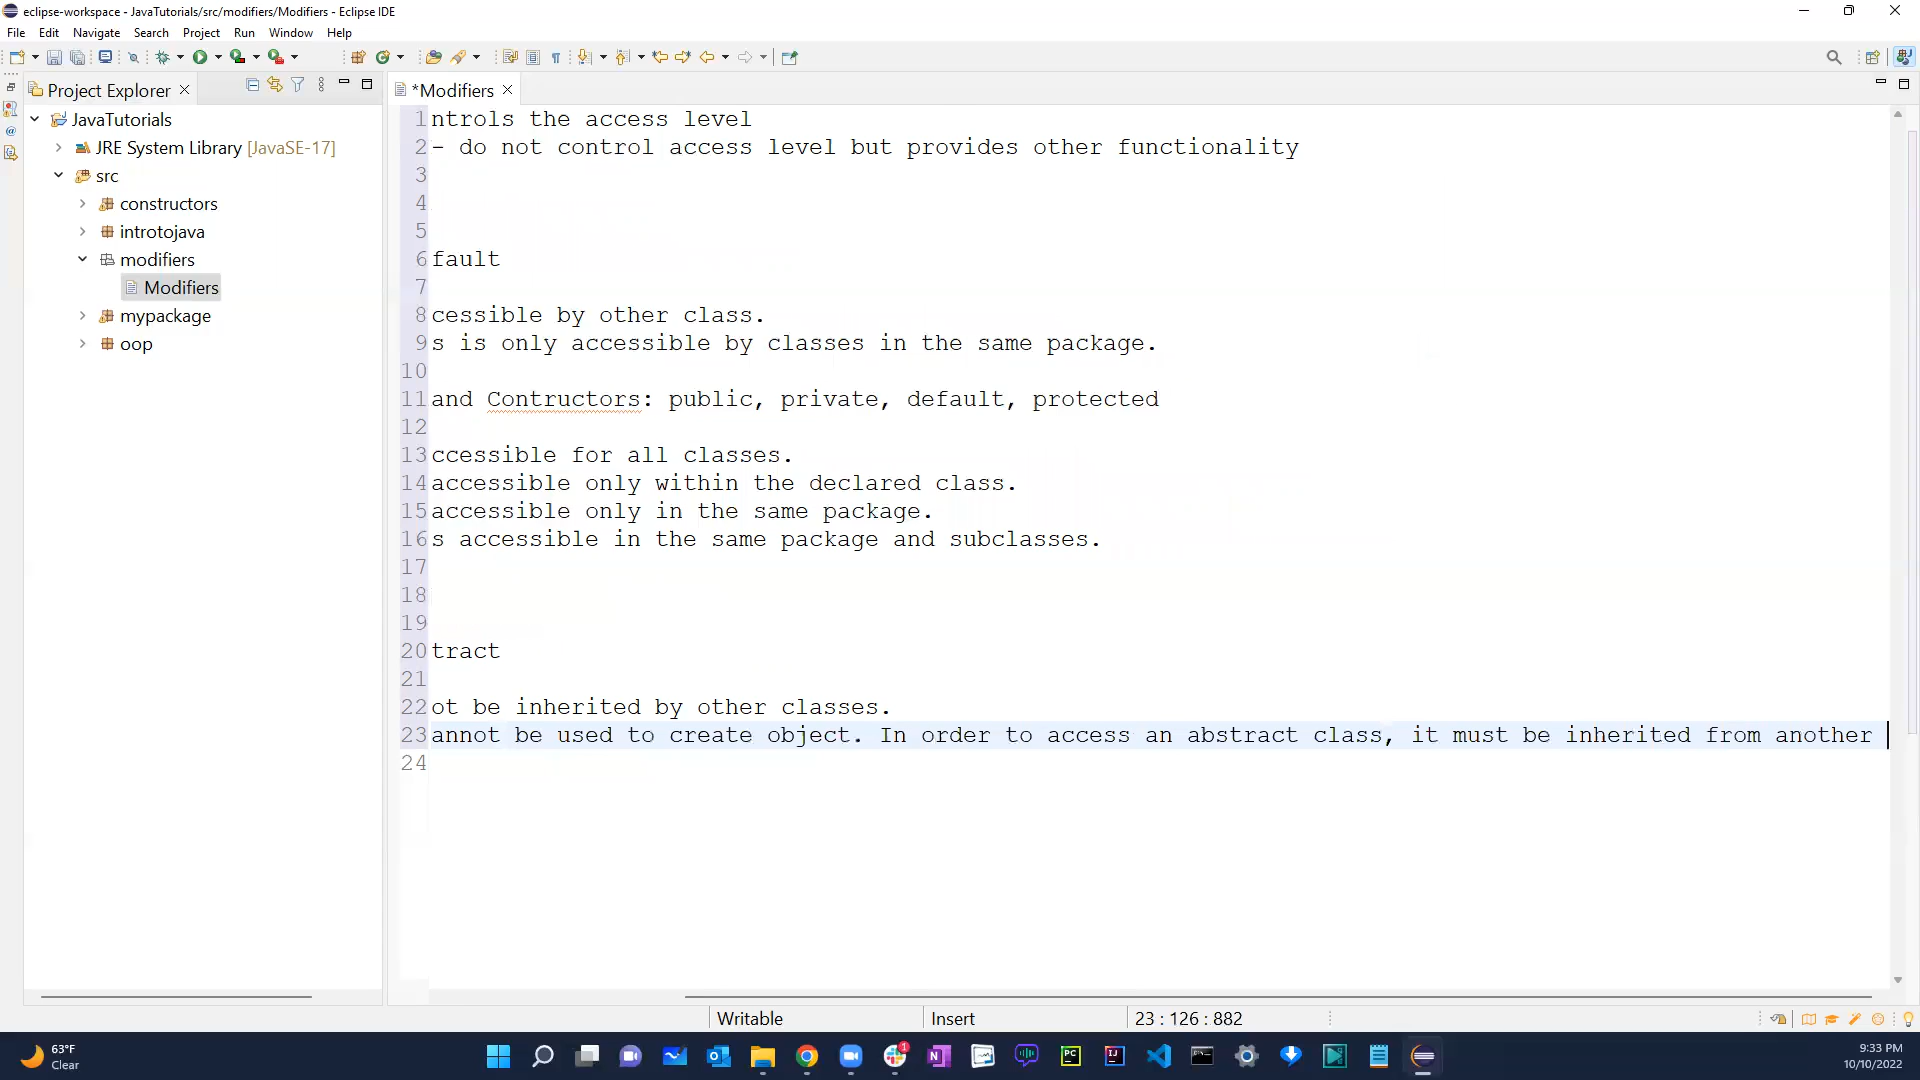 eclipse-workspace - JavaTutorials/src/modifiers/Modifiers - Eclipse IDE
File Edit Navigate Search Project Run Window Help
Project Explorer
*Modifiers
JavaTutorials
JRE System Library [JavaSE-17]
src
constructors
introtojava
modifiers
Modifiers
mypackage
oop
1 ntrols the access level
2 - do not control access level but provides other functionality
3
4
5
6 fault
7
8 cessible by other class.
9 s is only accessible by classes in the same package.
10
11 and Contructors: public, private, default, protected
12
13 ccessible for all classes.
14 accessible only within the declared class.
15 accessible only in the same package.
16 s accessible in the same package and subclasses.
17
18
19
20 tract
21
22 ot be inherited by other classes.
23 annot be used to create object. In order to access an abstract class, it must be inherited from another
24
Writable Insert 23 : 126 : 882
63°F
Clear
1
PC
IJ
9:33 PM
10/10/2022